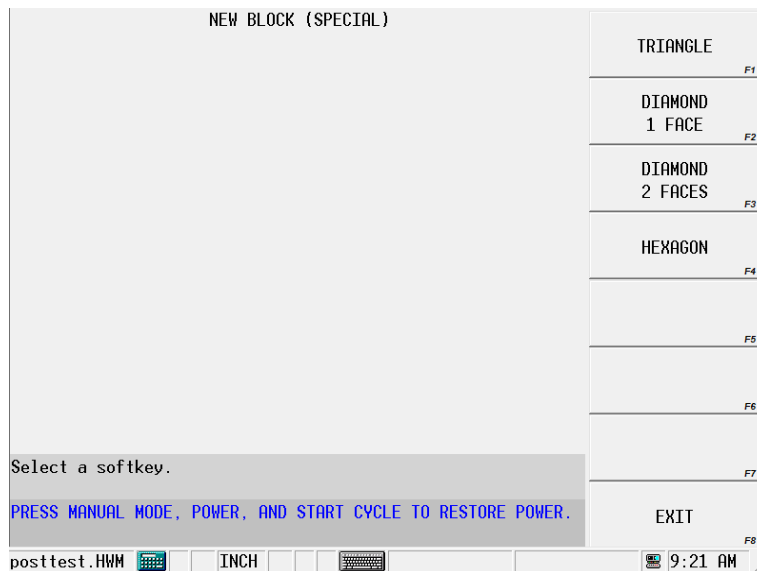 NEW BLOCK (SPECIAL)
TRIANGLE
F1
DIAMOND
1 FACE
F2
DIAMOND
2 FACES
F3
HEXAGON
F4
F5
F6
F7
EXIT
F8
Select a softkey.
PRESS MANUAL MODE, POWER, AND START CYCLE TO RESTORE POWER.
posttest.HWM INCH 9:21 AM